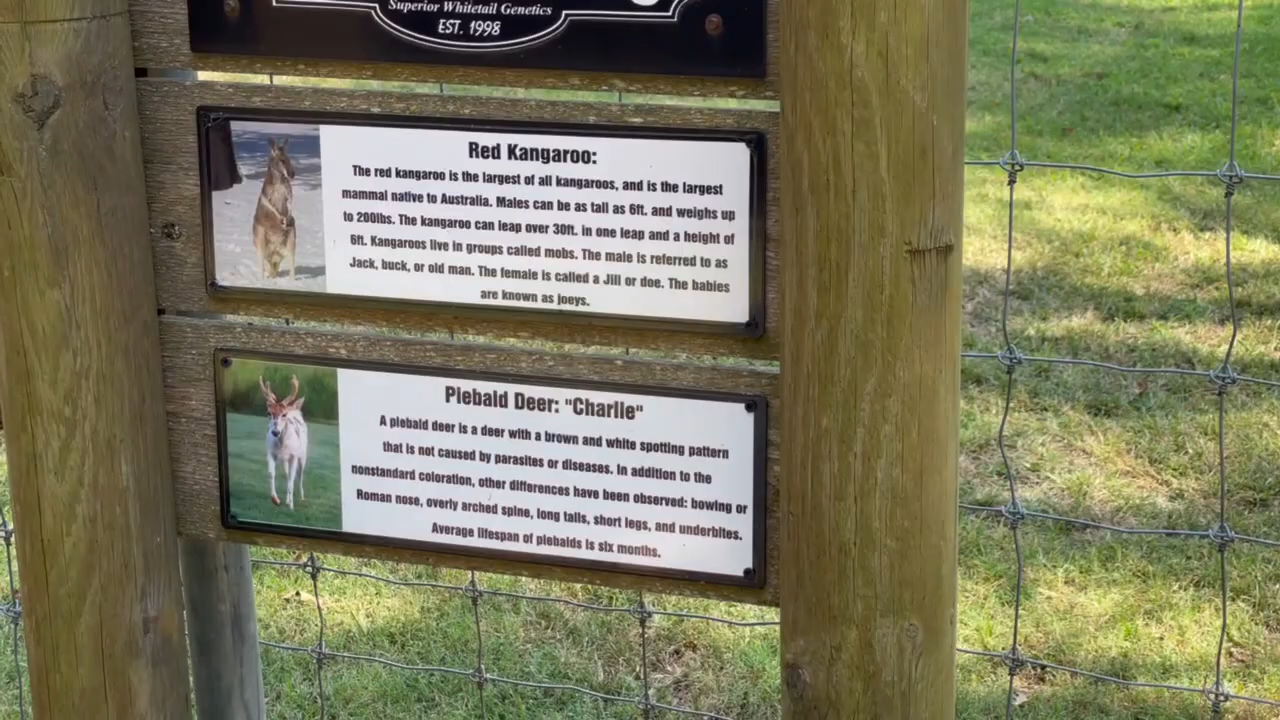 Superior Whitetail Genetics
EST. 1998
Red Kangaroo:
The red kangaroo is the largest of all kangaroos, and is the largest
mammal native to Australia. Males can be as tall as 6ft. and weighs up
to 200lbs. The kangaroo can leap over 30ft. in one leap and a height of
6ft. Kangaroos live in groups called mobs. The male is referred to as
Jack, buck, or old man. The female is called a Jill or doe. The babies
are known as joeys.
Piebald Deer: "Charlie"
A piebald deer is a deer with a brown and white spotting pattern
that is not caused by parasites or diseases. In addition to the
nonstandard coloration, other differences have been observed: bowing or
Roman nose, overly arched spine, long tails, short legs, and underbites.
Average lifespan of piebalds is six months.